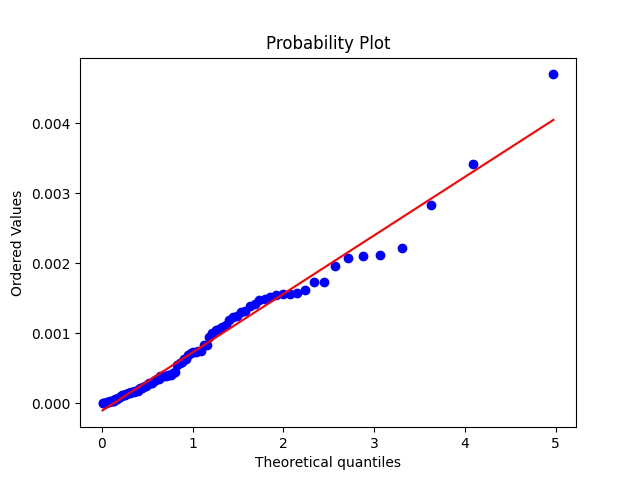 Probability Plot
Ordered Values
0.004
0.003
0.002
0.001
0.000
0 1 2 3 4 5
Theoretical quantiles